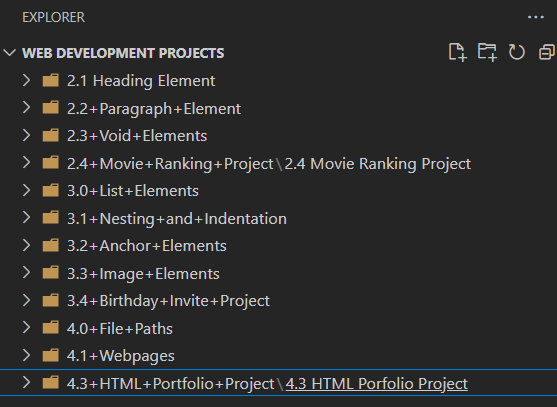 EXPLORER
WEB DEVELOPMENT PROJECTS
2.1 Heading Element
2.2+Paragraph+Element
2.3+Void+Elements
2.4+Movie+Ranking+Project\2.4 Movie Ranking Project
3.0+List+Elements
3.1+Nesting+and+Indentation
3.2+Anchor+Elements
3.3+Image+Elements
3.4+Birthday+Invite+Project
4.0+File+Paths
4.1+Webpages
4.3+HTML+Portfolio+Project\4.3 HTML Porfolio Project